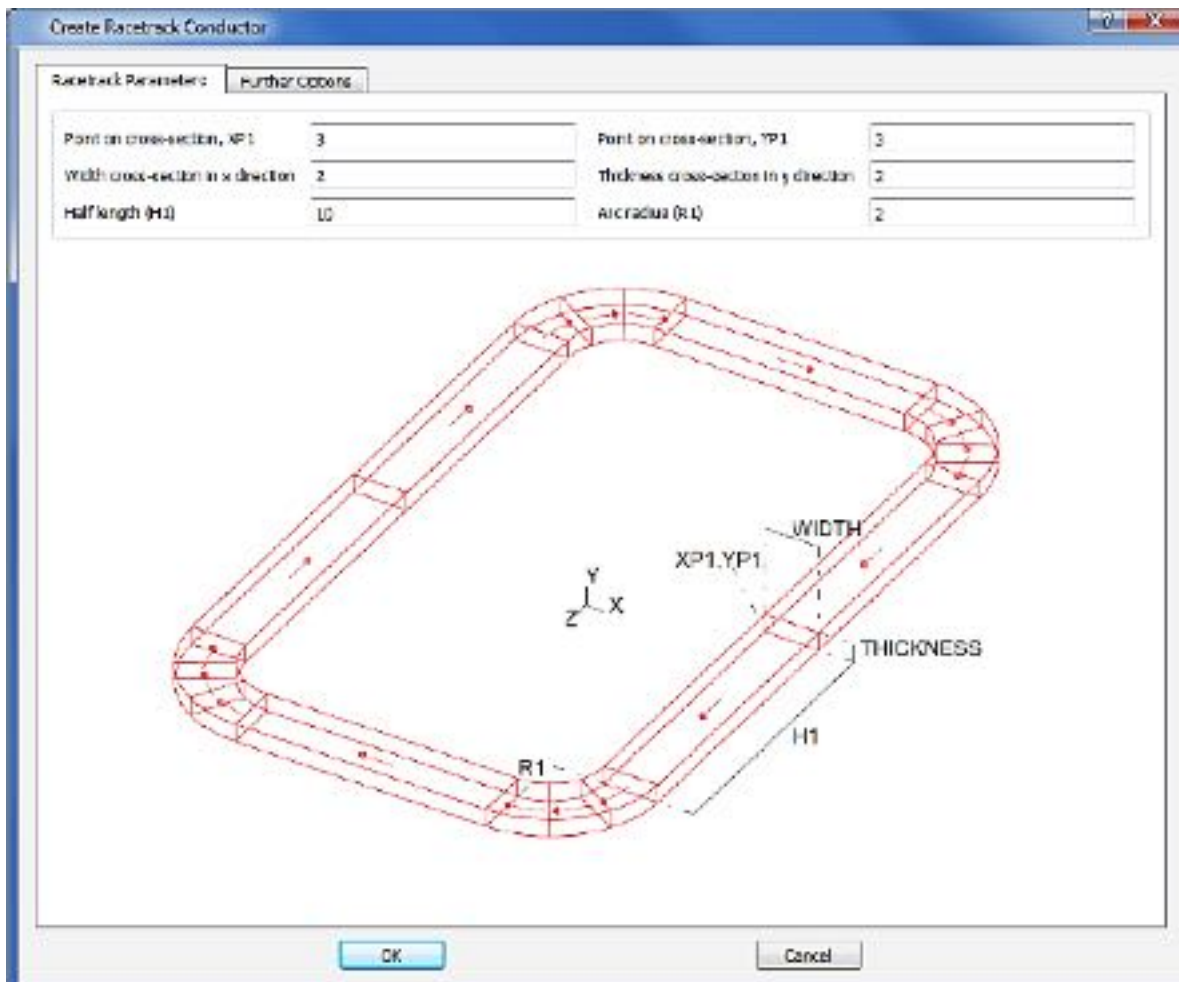 Create Racetrack Conductor
Racetrack Parameters Further Options
Point on cross-section, XP1 3 Point on cross-section, YP1 3
Width cross-section in x direction 2 Thickness cross-section in y direction 2
Half length (H1) 10 Arc radius (R1) 2
WIDTH
XP1,YP1
Y
Z X
THICKNESS
H1
R1
OK Cancel